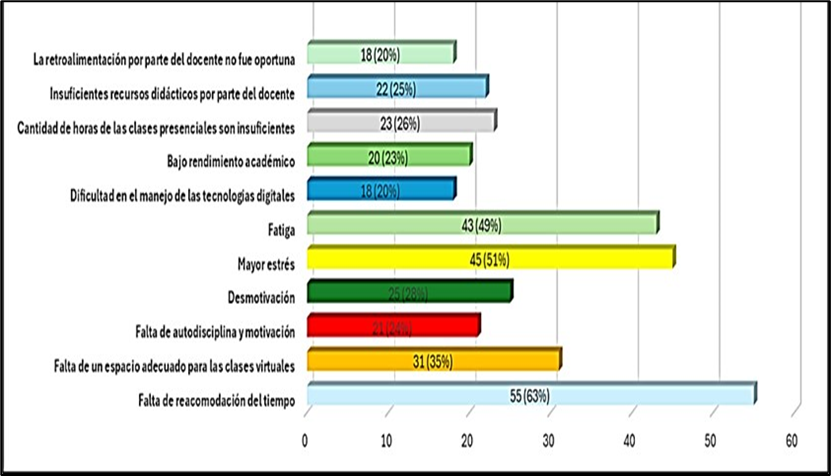 La retroalimentación por parte del docente no fue oportuna
18 (20%)
Insuficientes recursos didácticos por parte del docente
22 (25%)
Cantidad de horas de las clases presenciales son insuficientes
23 (26%)
Bajo rendimiento académico
20 (23%)
Dificultad en el manejo de las tecnologías digitales
18 (20%)
Fatiga
43 (49%)
Mayor estrés
45 (51%)
Desmotivación
25 (28%)
Falta de autodisciplina y motivación
21 (24%)
Falta de un espacio adecuado para las clases virtuales
31 (35%)
Falta de reacomodación del tiempo
55 (63%)
0 10 20 30 40 50 60